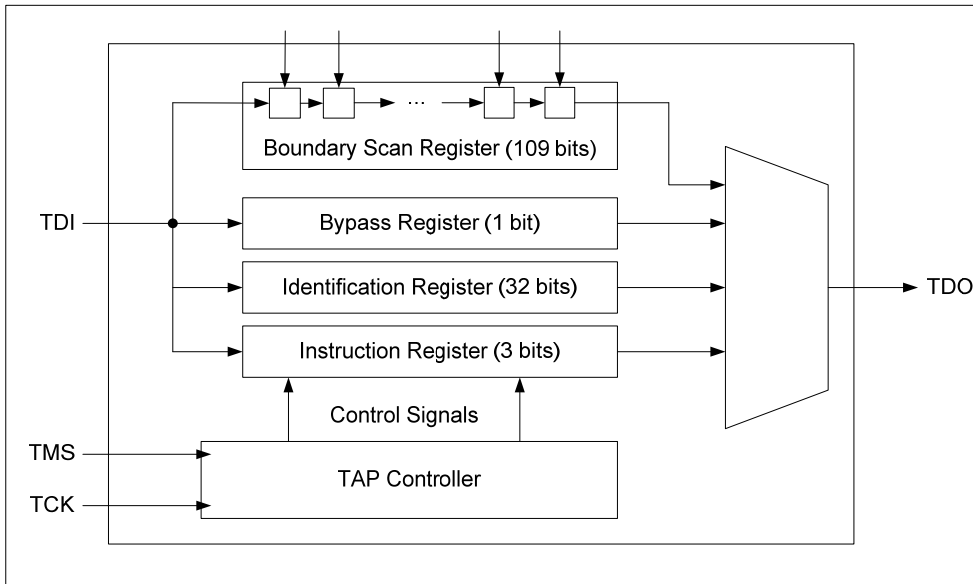 ...
Boundary Scan Register (109 bits)
TDI
Bypass Register (1 bit)
Identification Register (32 bits)
TDO
Instruction Register (3 bits)
Control Signals
TMS
TAP Controller
TCK